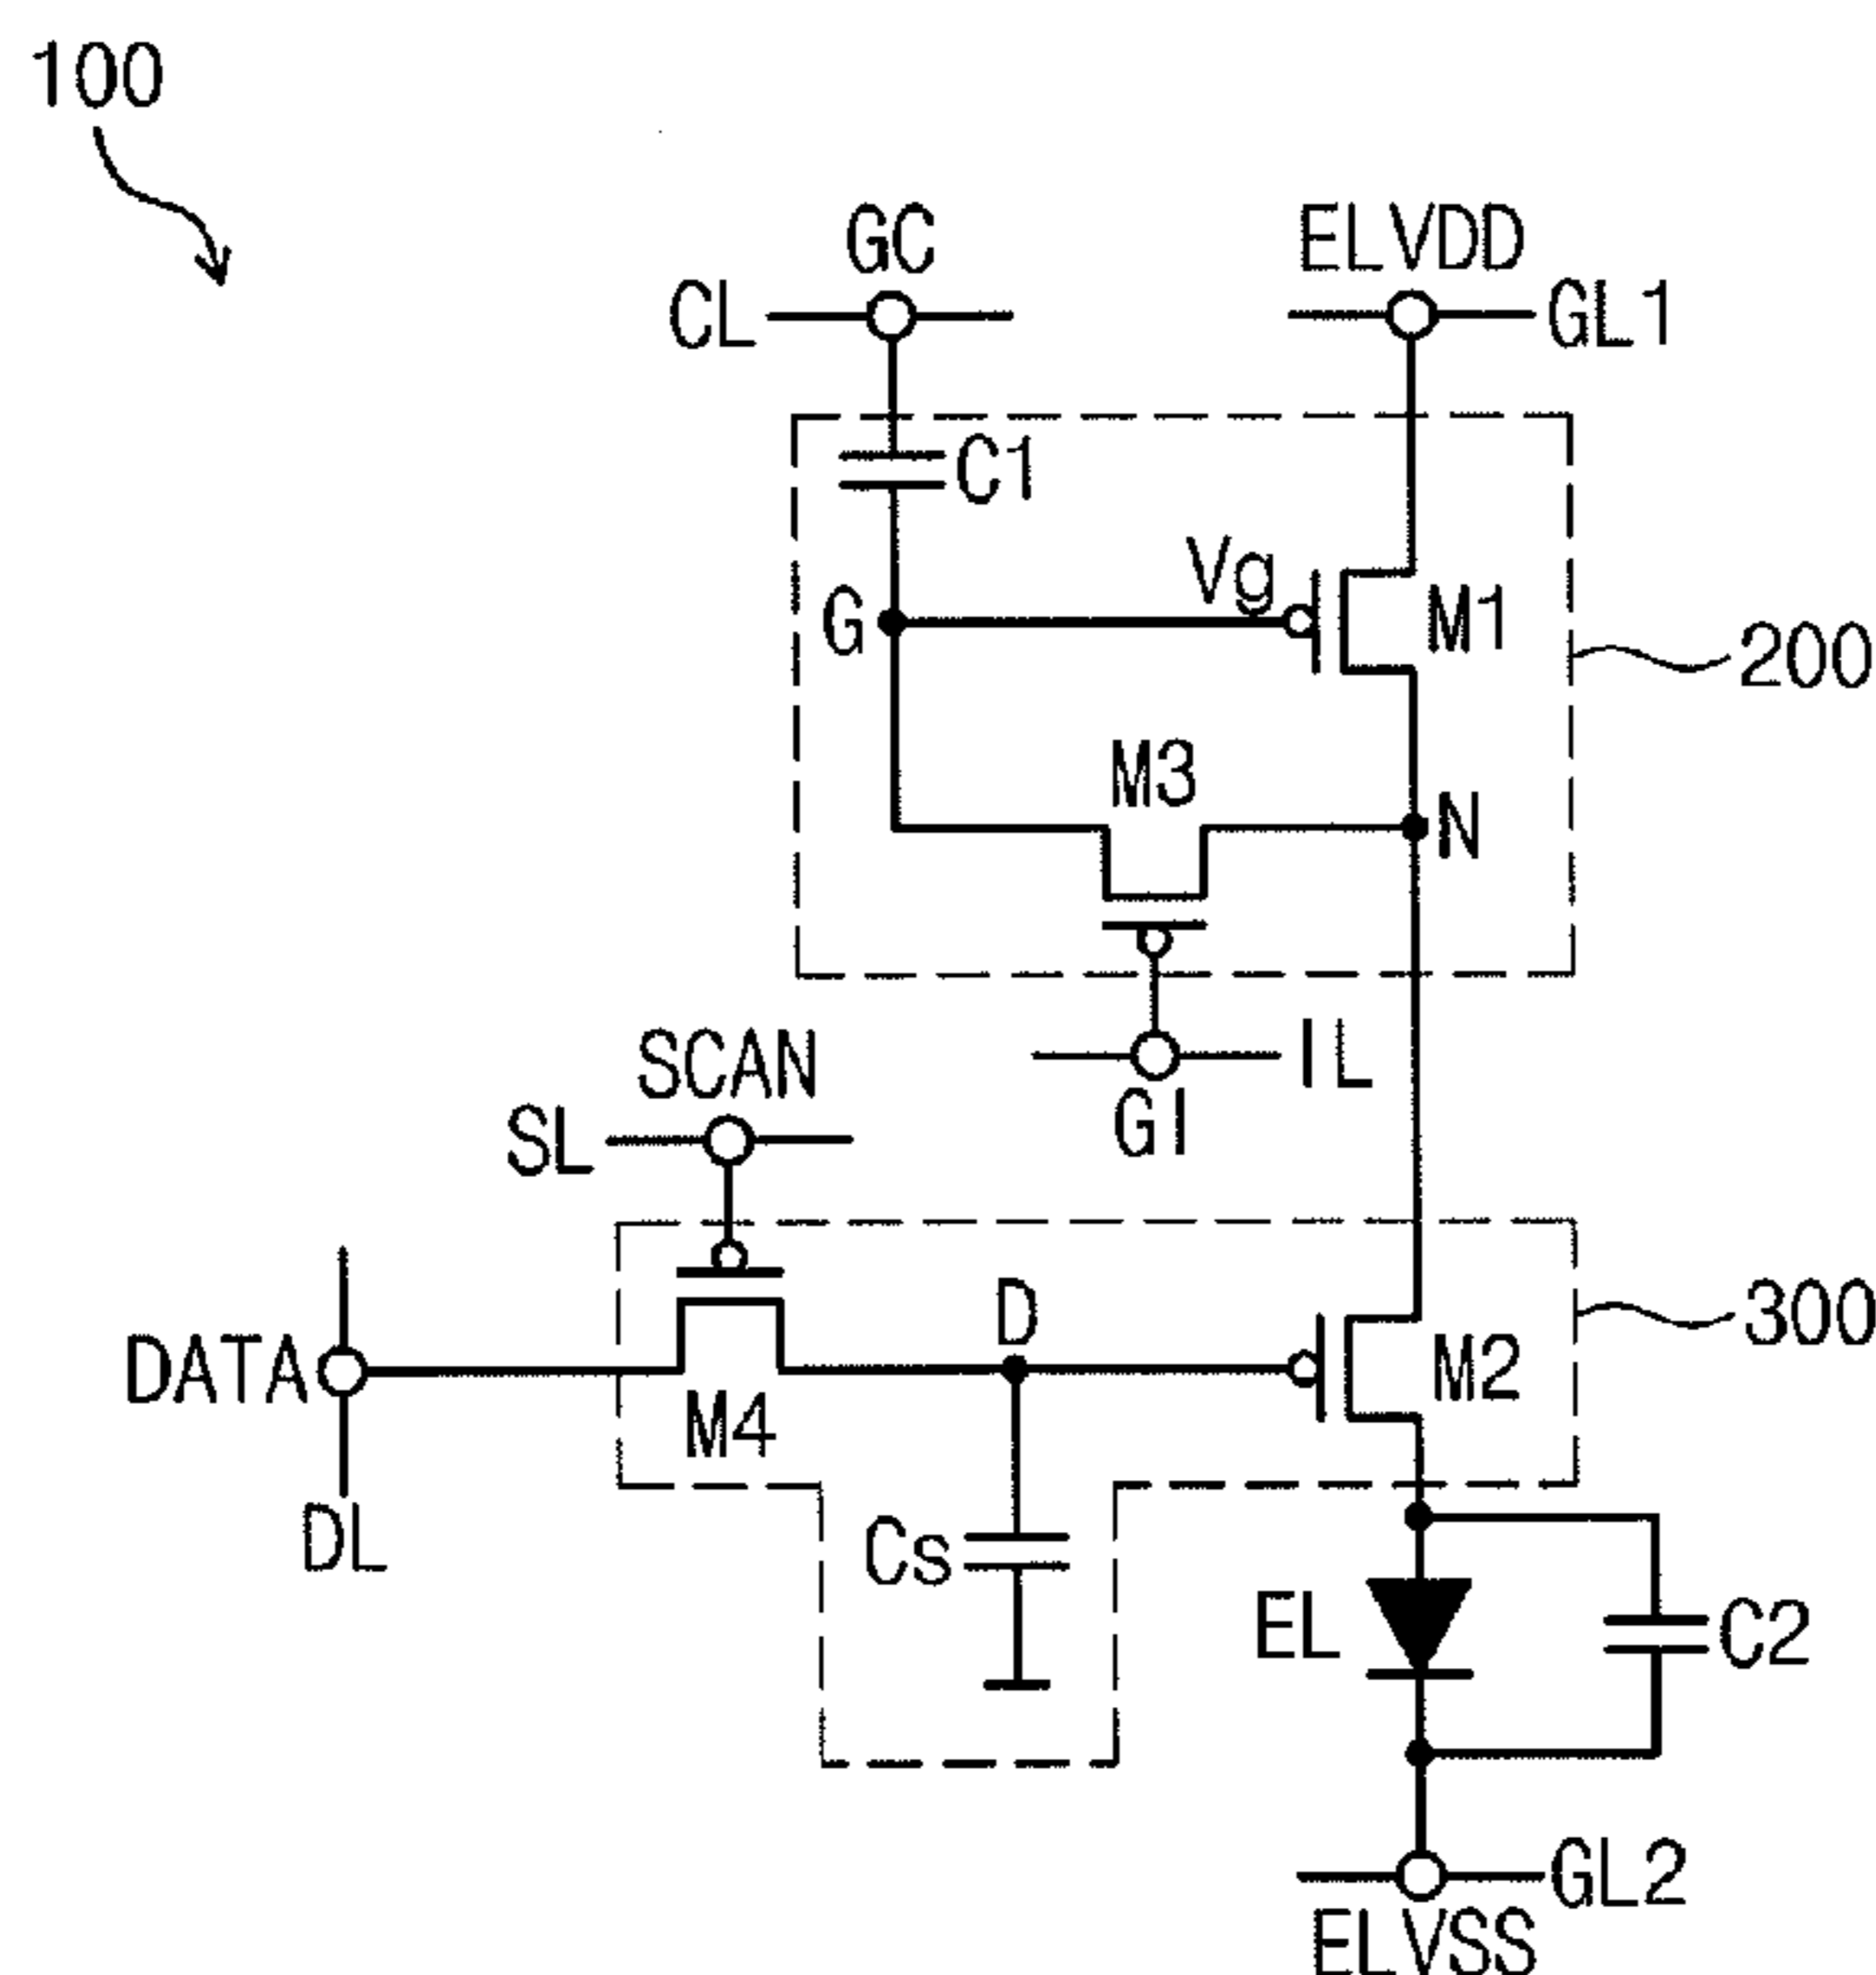 100
GC
ELVDD
CL
GL1
C1
Vg
G
M1
200
M3
N
SCAN
IL
SL
GI
D
300
DATA
M2
M4
DL
Cs
EL
C2
GL2
ELVSS